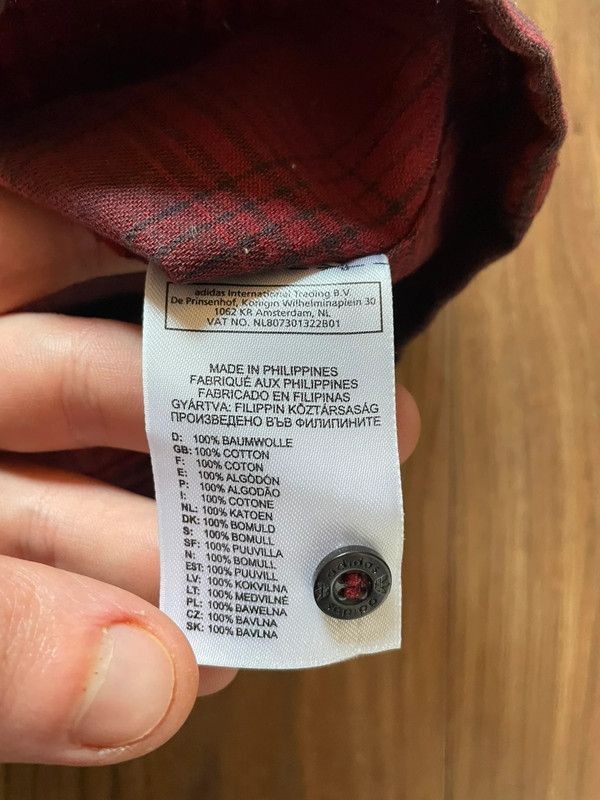 adidas International Trading B.V.
De Prinsenhof, Koningin Wilhelminaplein 30
1062 KR Amsterdam, NL
VAT NO. NL807301322B01
MADE IN PHILIPPINES
FABRIQUÉ AUX PHILIPPINES
FABRICADO EN FILIPINAS
GYÁRTVA: FILIPPIN KÖZTÁRSASÁG
ПРОИЗВЕДЕНО ВЪВ ФИЛИПИНИТЕ
D: 100% BAUMWOLLE
GB: 100% COTTON
F: 100% COTON
E: 100% ALGODÓN
P: 100% ALGODÃO
I: 100% COTONE
NL: 100% KATOEN
DK: 100% BOMULD
S: 100% BOMULL
SF: 100% PUUVILLA
N: 100% BOMULL
EST: 100% PUUVILL
LV: 100% KOKVILNA
LT: 100% MEDVILNĖ
PL: 100% BAWEŁNA
CZ: 100% BAVLNA
SK: 100% BAVLNA
adidas
adidas